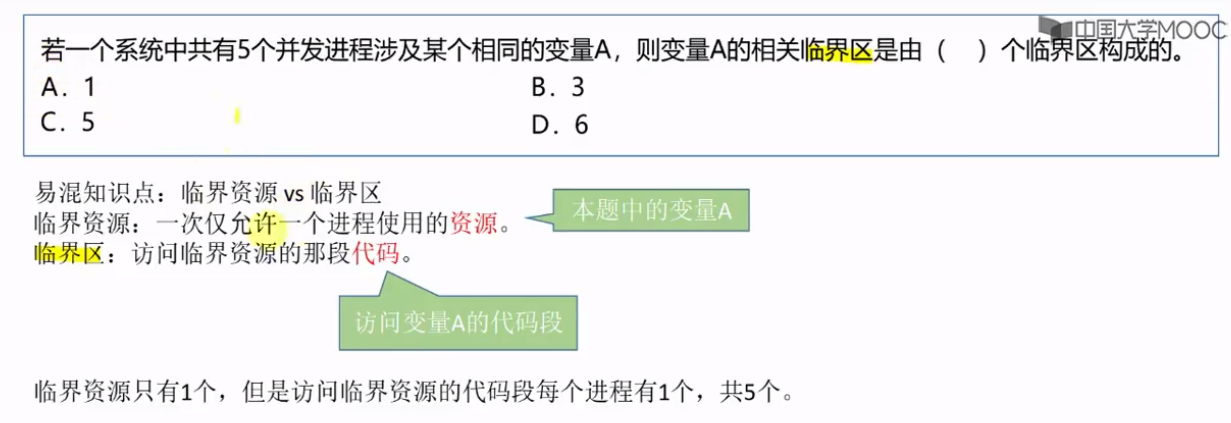 中国大学MOOC
若一个系统中共有5个并发进程涉及某个相同的变量A，则变量A的相关临界区是由（　）个临界区构成的。
A．1　B．3
C．5　D．6
易混知识点：临界资源 vs 临界区
临界资源：一次仅允许一个进程使用的资源。
本题中的变量A
临界区：访问临界资源的那段代码。
访问变量A的代码段
临界资源只有1个，但是访问临界资源的代码段每个进程有1个，共5个。